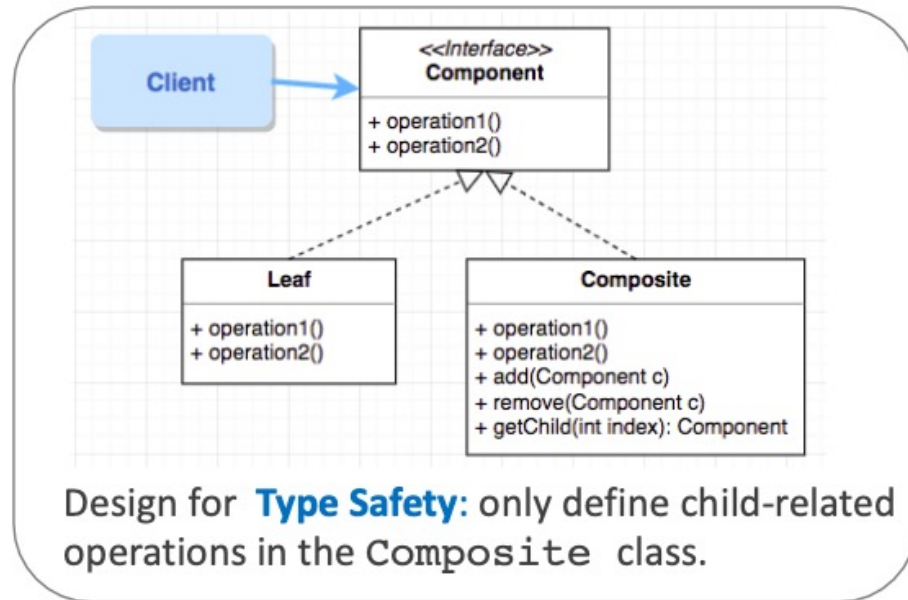 Client
<<Interface>>
Component
+ operation1()
+ operation2()
Leaf
+ operation1()
+ operation2()
Composite
+ operation1()
+ operation2()
+ add(Component c)
+ remove(Component c)
+ getChild(int index): Component
Design for Type Safety: only define child-related
operations in the Composite class.